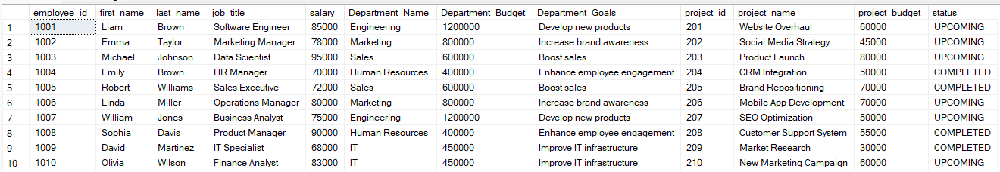 employee_id first_name last_name job_title salary Department_Name Department_Budget Department_Goals project_id project_name project_budget status
1 1001 Liam Brown Software Engineer 85000 Engineering 1200000 Develop new products 201 Website Overhaul 60000 UPCOMING
2 1002 Emma Taylor Marketing Manager 78000 Marketing 800000 Increase brand awareness 202 Social Media Strategy 45000 UPCOMING
3 1003 Michael Johnson Data Scientist 95000 Sales 600000 Boost sales 203 Product Launch 80000 UPCOMING
4 1004 Emily Brown HR Manager 70000 Human Resources 400000 Enhance employee engagement 204 CRM Integration 50000 COMPLETED
5 1005 Robert Williams Sales Executive 72000 Sales 600000 Boost sales 205 Brand Repositioning 70000 COMPLETED
6 1006 Linda Miller Operations Manager 80000 Marketing 800000 Increase brand awareness 206 Mobile App Development 70000 UPCOMING
7 1007 William Jones Business Analyst 75000 Engineering 1200000 Develop new products 207 SEO Optimization 50000 UPCOMING
8 1008 Sophia Davis Product Manager 90000 Human Resources 400000 Enhance employee engagement 208 Customer Support System 55000 COMPLETED
9 1009 David Martinez IT Specialist 68000 IT 450000 Improve IT infrastructure 209 Market Research 30000 COMPLETED
10 1010 Olivia Wilson Finance Analyst 83000 IT 450000 Improve IT infrastructure 210 New Marketing Campaign 60000 UPCOMING